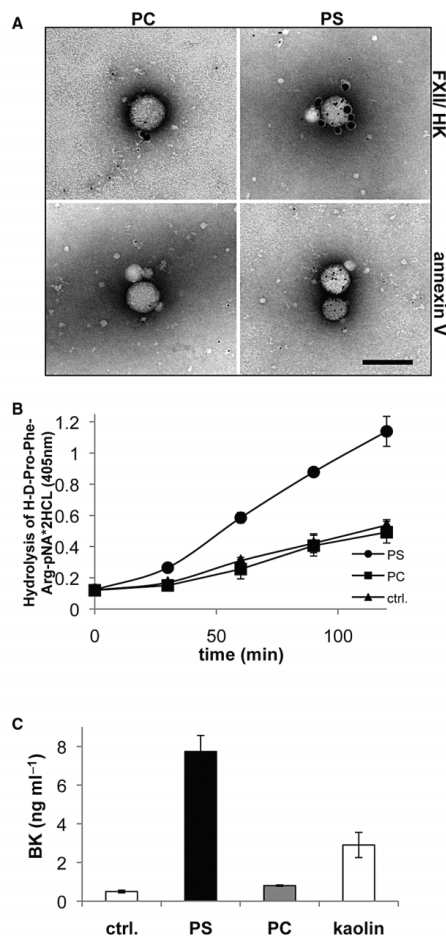 A
PC
PS
FXII/ HK
annexin V
B
Hydrolysis of H-D-Pro-Phe-
Arg-pNA*2HCL (405nm)
1.2
1
0.8
0.6
0.4
0.2
0
0
50
100
time (min)
PS
PC
ctrl.
C
BK (ng ml⁻¹)
8
6
4
2
0
ctrl.
PS
PC
kaolin